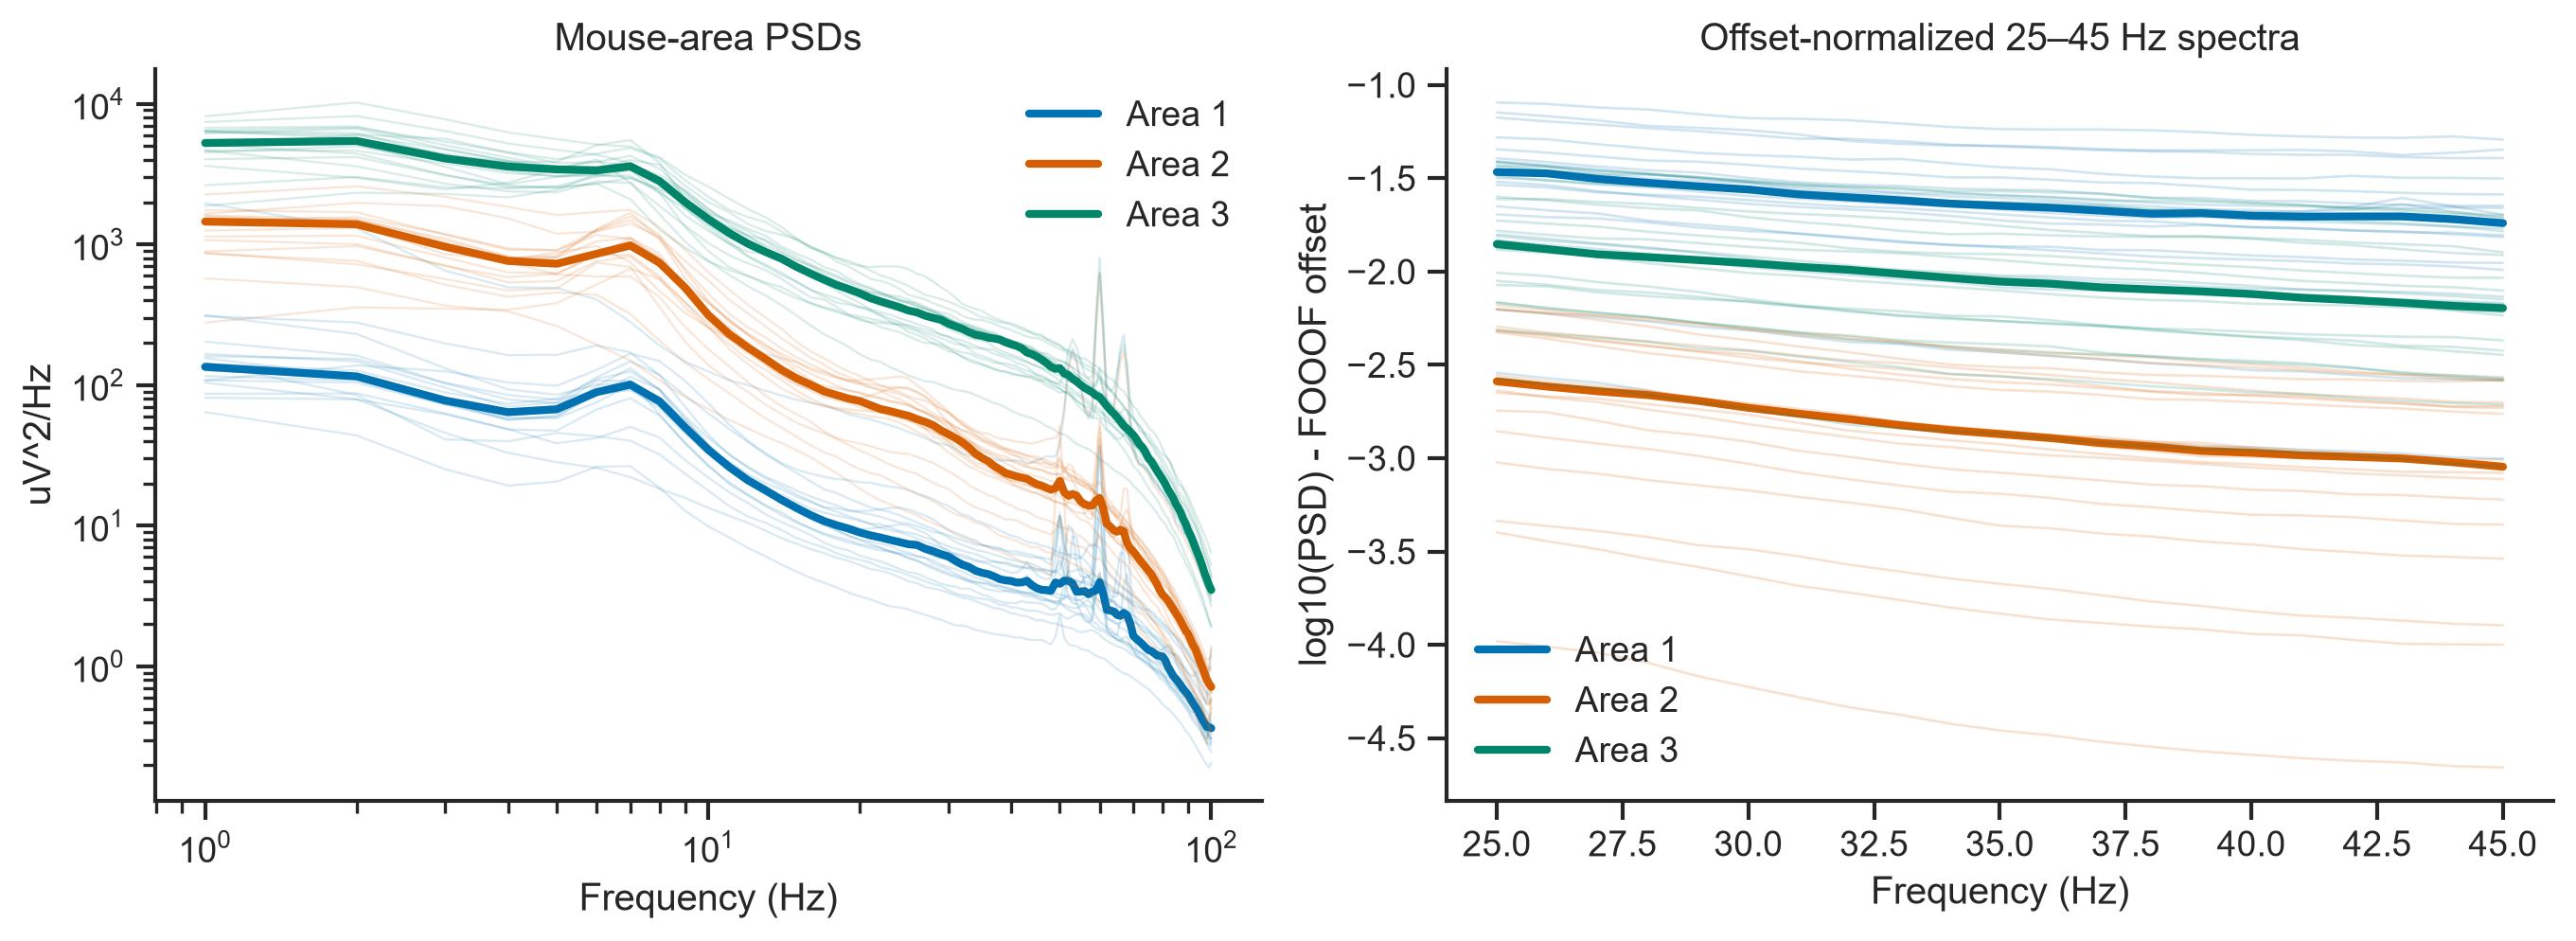 Mouse-area PSDs
uV^2/Hz
10^4
10^3
10^2
10^1
10^0
Area 1
Area 2
Area 3
10^0
10^1
10^2
Frequency (Hz)
Offset-normalized 25–45 Hz spectra
log10(PSD) - FOOOF offset
−1.0
−1.5
−2.0
−2.5
−3.0
−3.5
−4.0
−4.5
Area 1
Area 2
Area 3
25.0
27.5
30.0
32.5
35.0
37.5
40.0
42.5
45.0
Frequency (Hz)